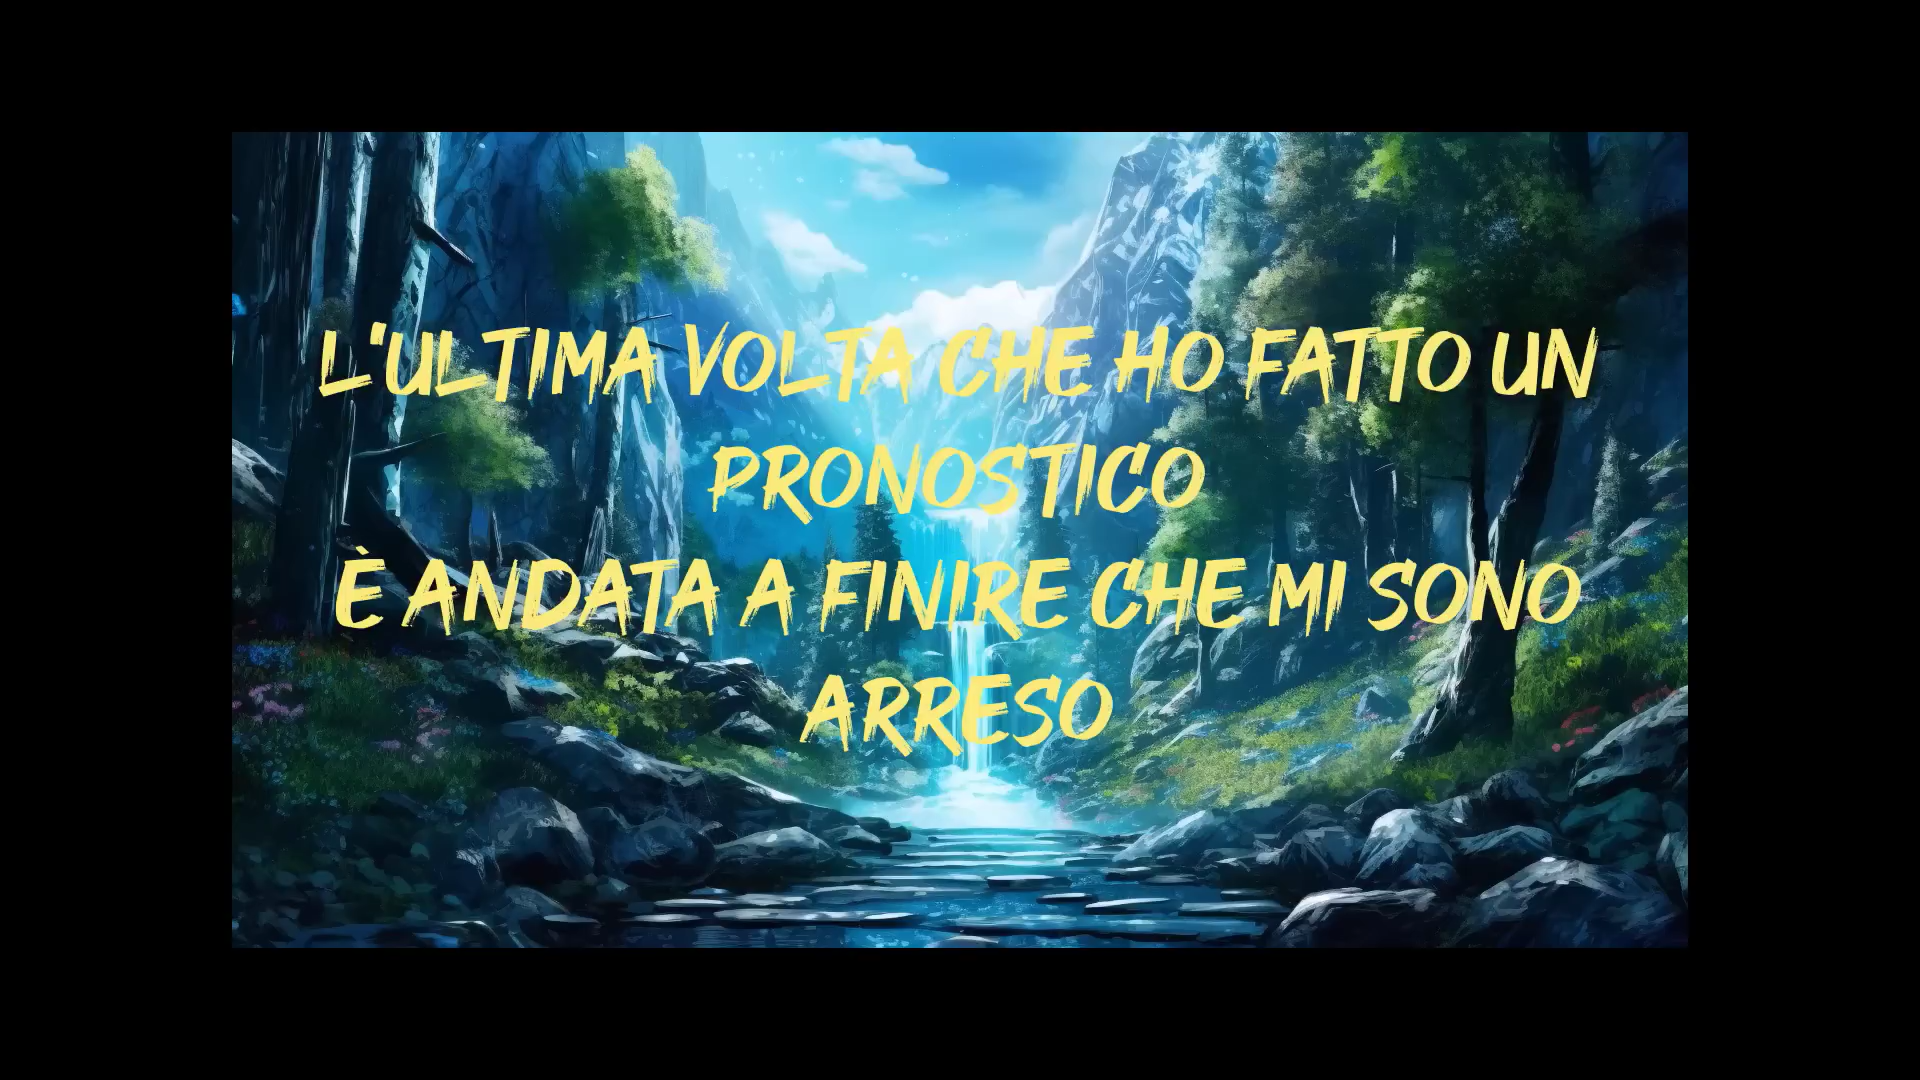 L'ULTIMA VOLTA CHE HO FATTO UN
PRONOSTICO
È ANDATA A FINIRE CHE MI SONO
ARRESO